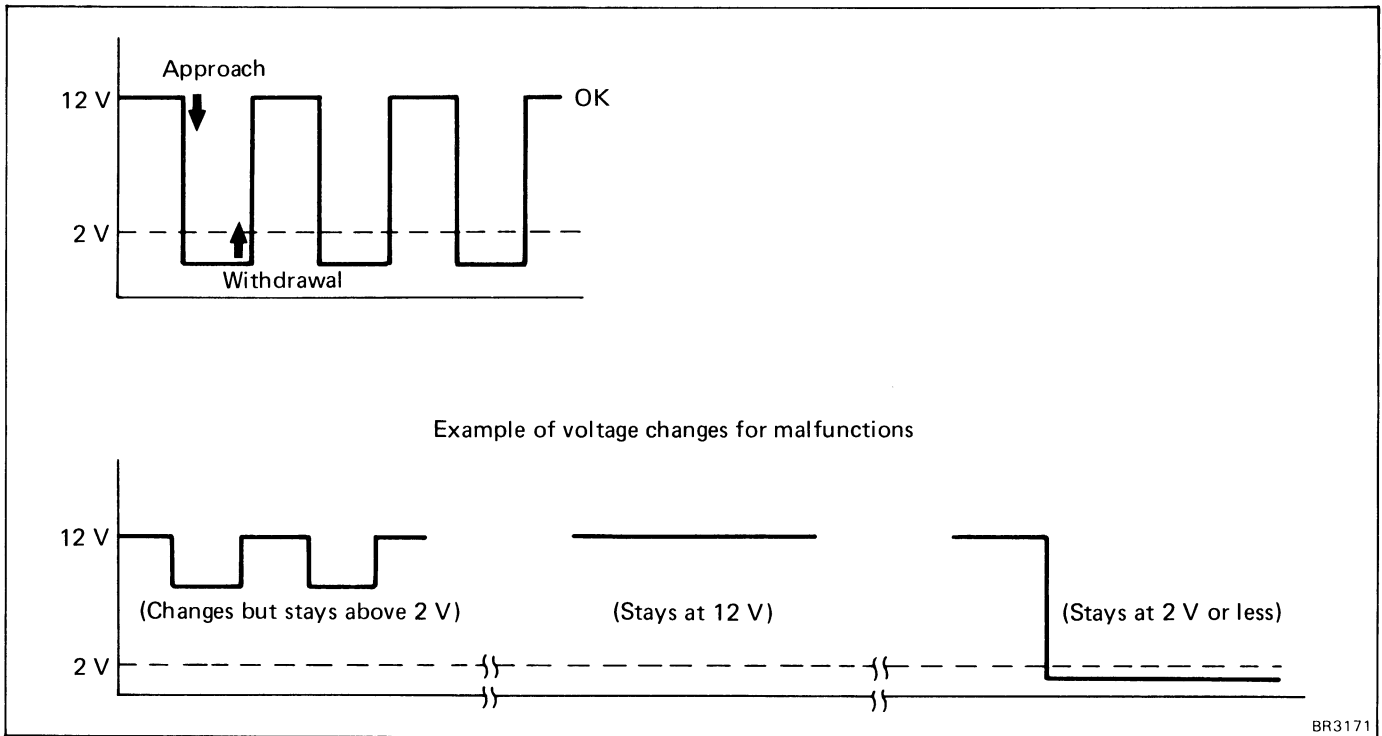 Approach
12 V
OK
2 V
Withdrawal
Example of voltage changes for malfunctions
12 V
(Changes but stays above 2 V)
(Stays at 12 V)
(Stays at 2 V or less)
2 V
BR3171